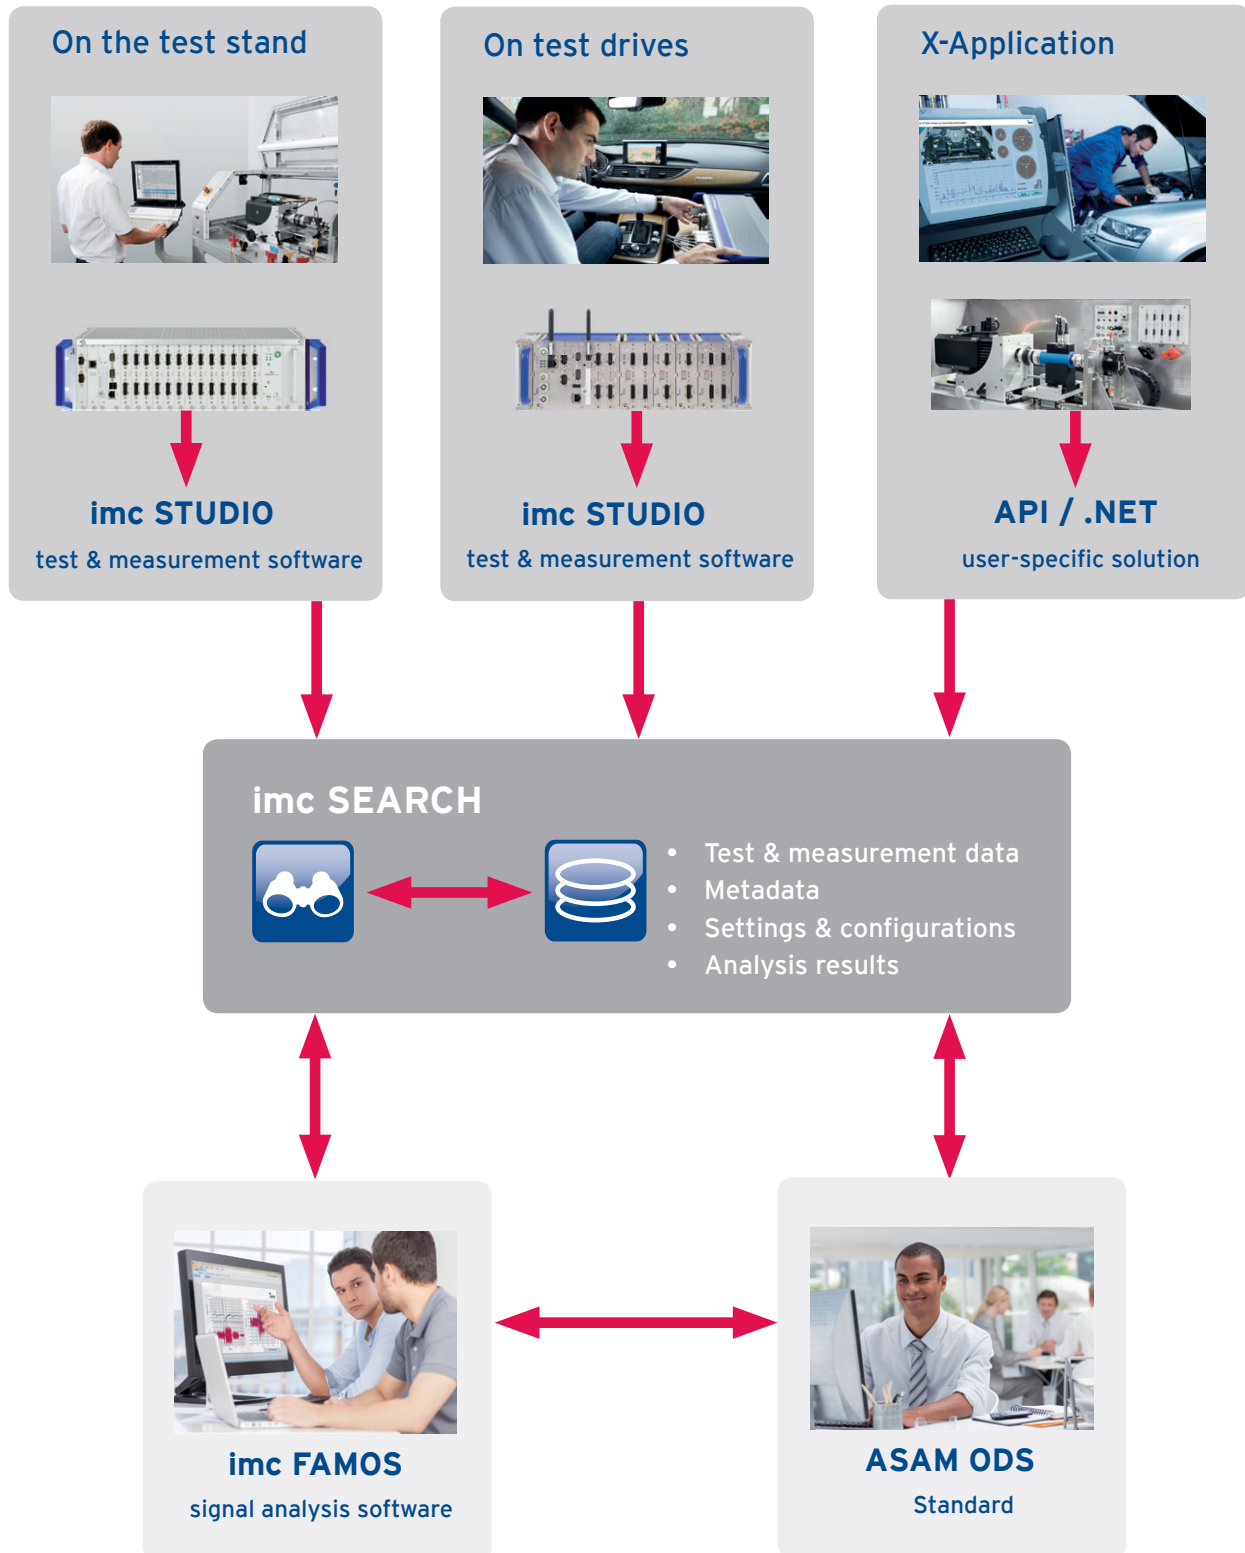 On the test stand
imc STUDIO
test & measurement software
On test drives
imc STUDIO
test & measurement software
X-Application
API / .NET
user-specific solution
imc SEARCH
• Test & measurement data
• Metadata
• Settings & configurations
• Analysis results
imc FAMOS
signal analysis software
ASAM ODS
Standard